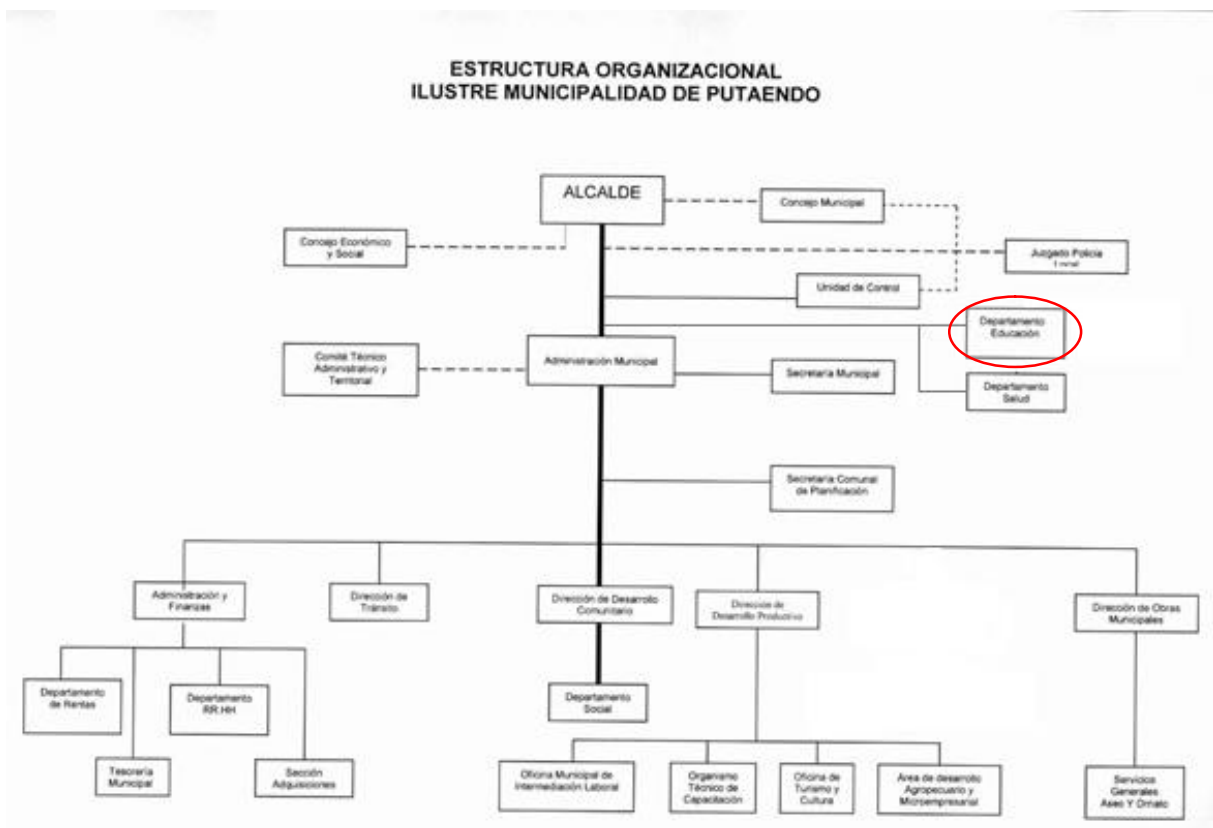 ESTRUCTURA ORGANIZACIONAL
ILUSTRE MUNICIPALIDAD DE PUTAENDO
ALCALDE
Concejo Municipal
Concejo Económico
y Social
Juzgado Policia
Unidad de Control
Departamento
Educación
Comité Técnico
Administrativo y
Territorial
Administración Municipal
Secretaría Municipal
Departamento
Salud
Secretaría Comunal
de Planificación
Administración y
Finanzas
Dirección de
Tránsito
Dirección de Desarrollo
Comunitario
Dirección de
Desarrollo Productivo
Dirección de Obras
Municipales
Departamento
de Rentas
Departamento
RR.HH
Departamento
Social
Tesorería
Municipal
Sección
Adquisiciones
Oficina Municipal de
Intermediación Laboral
Organismo
Técnico de
Capacitación
Oficina de
Turismo y
Cultura
Area de desarrollo
Agropecuario y
Microempresarial
Servicios
Generales
Aseo Y Ornato